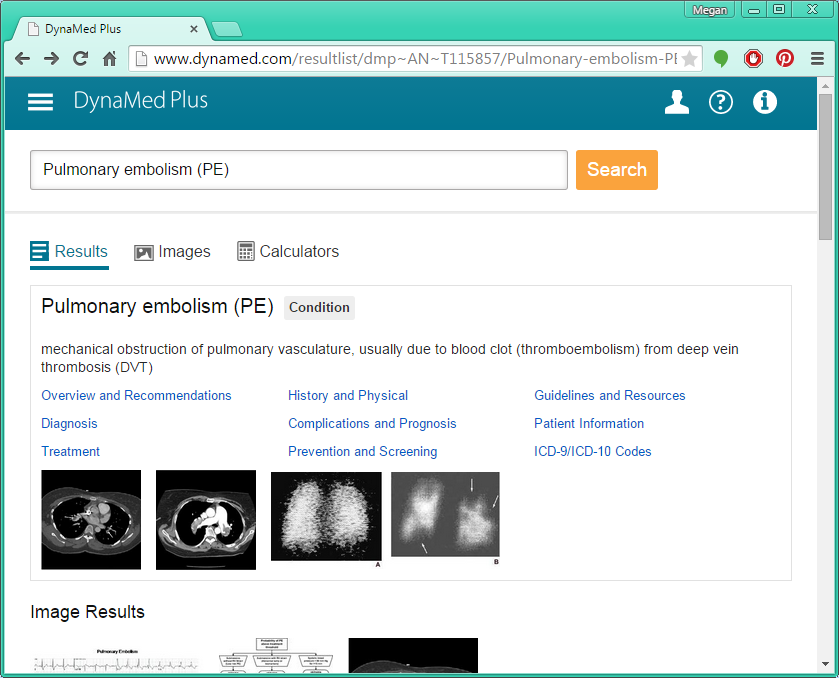 Megan
DynaMed Plus
www.dynamed.com/resultlist/dmp~AN~T115857/Pulmonary-embolism-PE
DynaMed Plus
Pulmonary embolism (PE)
Search
Results
Images
Calculators
Pulmonary embolism (PE)
Condition
mechanical obstruction of pulmonary vasculature, usually due to blood clot (thromboembolism) from deep vein
thrombosis (DVT)
Overview and Recommendations
History and Physical
Guidelines and Resources
Diagnosis
Complications and Prognosis
Patient Information
Treatment
Prevention and Screening
ICD-9/ICD-10 Codes
A
B
Image Results
Pulmonary Embolism